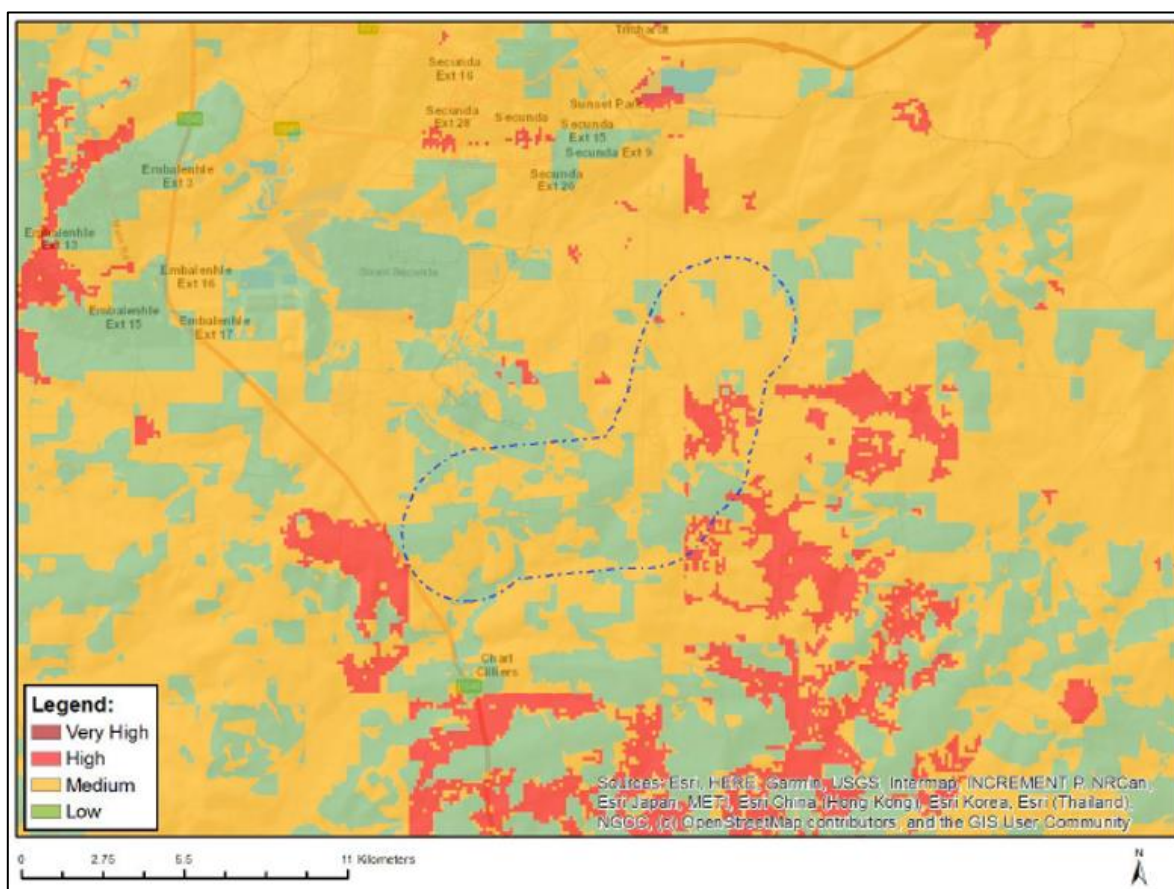 Trishardt
Secunda
Ext 16
Secunda
Ext 28
Secunda
Sunset Park
Secunda
Ext 15
Secunda Ext 9
Secunda
Ext 26
Embalenhle
Ext 3
Embalenhle
Ext 13
Embalenhle
Ext 16
Sasol Secunda
Embalenhle
Ext 15
Embalenhle
Ext 17
Charl
Cilliers
Legend:
Very High
High
Medium
Low
Sources: Esri, HERE, Garmin, USGS, Intermap, INCREMENT P, NRCan,
Esri Japan, METI, Esri China (Hong Kong), Esri Korea, Esri (Thailand),
NGCC, (c) OpenStreetMap contributors, and the GIS User Community
0 2.75 5.5 11 Kilometers
N